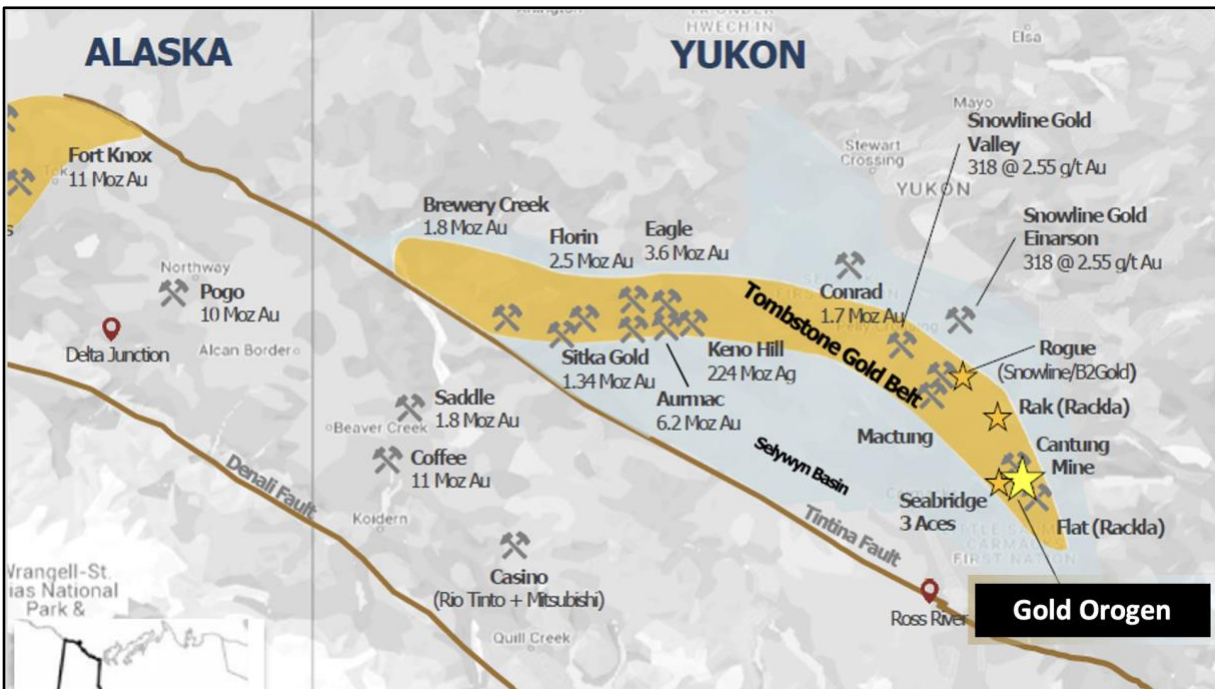 HWECH'IN
Elsa
ALASKA
YUKON
Mayo
Snowline Gold
Valley
318 @ 2.55 g/t Au
Stewart
Crossing
YUKON
Fort Knox
11 Moz Au
Brewery Creek
1.8 Moz Au
Florin
2.5 Moz Au
Eagle
3.6 Moz Au
Snowline Gold
Einarson
318 @ 2.55 g/t Au
Northway
Pogo
10 Moz Au
Delta Junction
Alcan Border
Conrad
1.7 Moz Au
Tombstone Gold Belt
Sitka Gold
1.34 Moz Au
Keno Hill
224 Moz Ag
Aurmac
6.2 Moz Au
Rogue
(Snowline/B2Gold)
Rak (Rackla)
Saddle
1.8 Moz Au
Beaver Creek
Coffee
11 Moz Au
Mactung
Cantung
Mine
Selywyn Basin
Seabridge
3 Aces
Flat (Rackla)
Denali Fault
Koidern
Tintina Fault
CARMACKS
FIRST NATION
Casino
(Rio Tinto + Mitsubishi)
Quill Creek
Ross River
Gold Orogen
Wrangell-St.
ias National
Park &